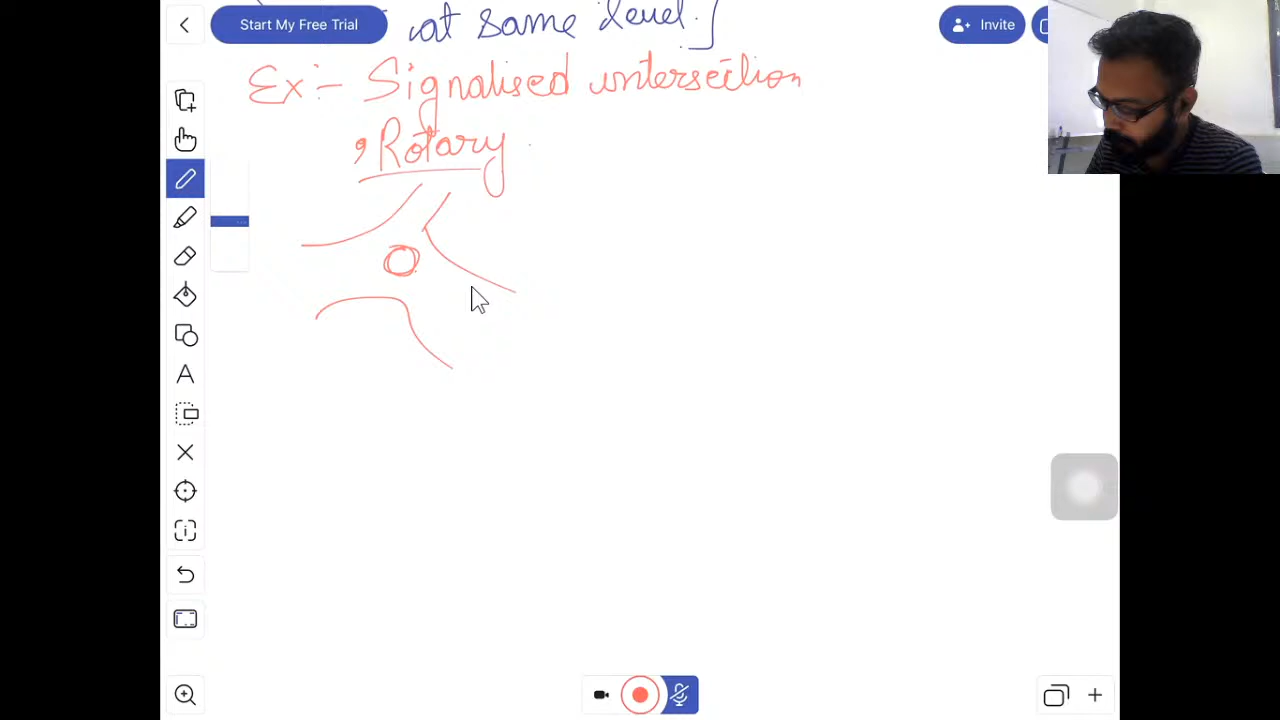 Start My Free Trial
at same level.]
Invite
Ex:- Signalised intersection
, Rotary